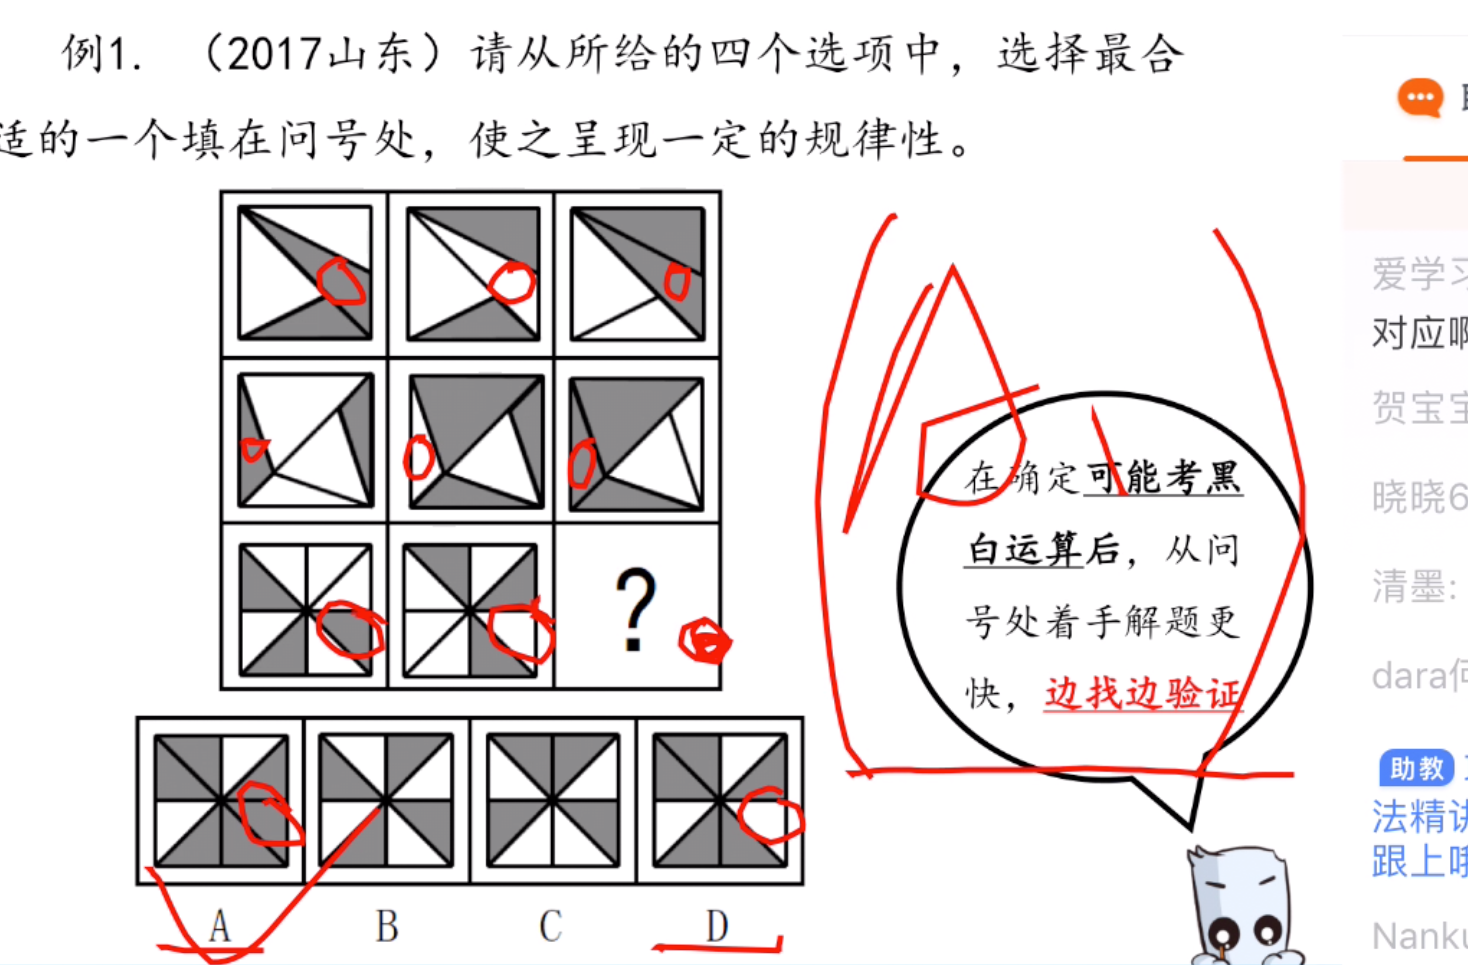 例1. （2017山东）请从所给的四个选项中，选择最合
适的一个填在问号处，使之呈现一定的规律性。
?
A B C D
在确定可能考黑
白运算后，从问
号处着手解题更
快，边找边验证
爱学习
对应啊
贺宝宝
晓晓6
清墨:
dara何
助教
法精讲
跟上哦
Nanku